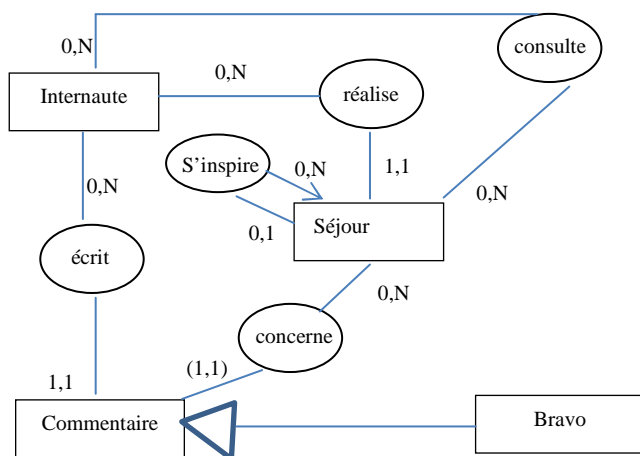 consulte
0,N
0,N
Internaute
réalise
S'inspire
0,N
1,1
0,N
0,N
0,1
Séjour
écrit
0,N
concerne
(1,1)
1,1
Commentaire
Bravo